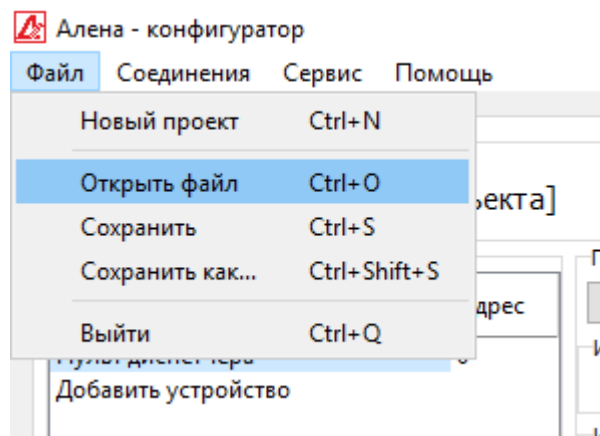 Алена - конфигуратор
Файл Соединения Сервис Помощь
Новый проект Ctrl+N
Открыть файл Ctrl+O
Сохранить Ctrl+S
Сохранить как... Ctrl+Shift+S
Выйти Ctrl+Q
Добавить устройство